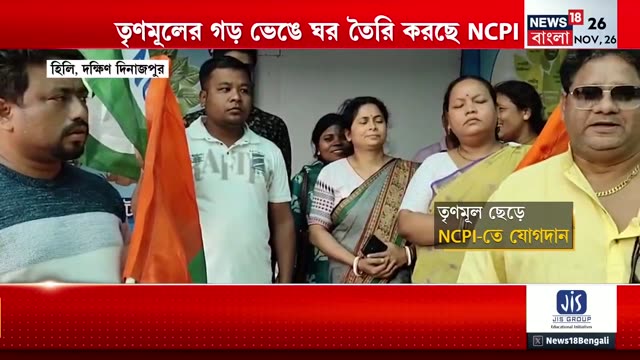 তৃণমূলের গড় ভেঙে ঘর তৈরি করছে NCPI
NEWS 18
বাংলা
26
NOV, 26
হিলি, দক্ষিণ দিনাজপুর
তৃণমূল ছেড়ে
NCPI-তে যোগদান
JIS
JIS GROUP
Educational Initiatives
X News18Bengali